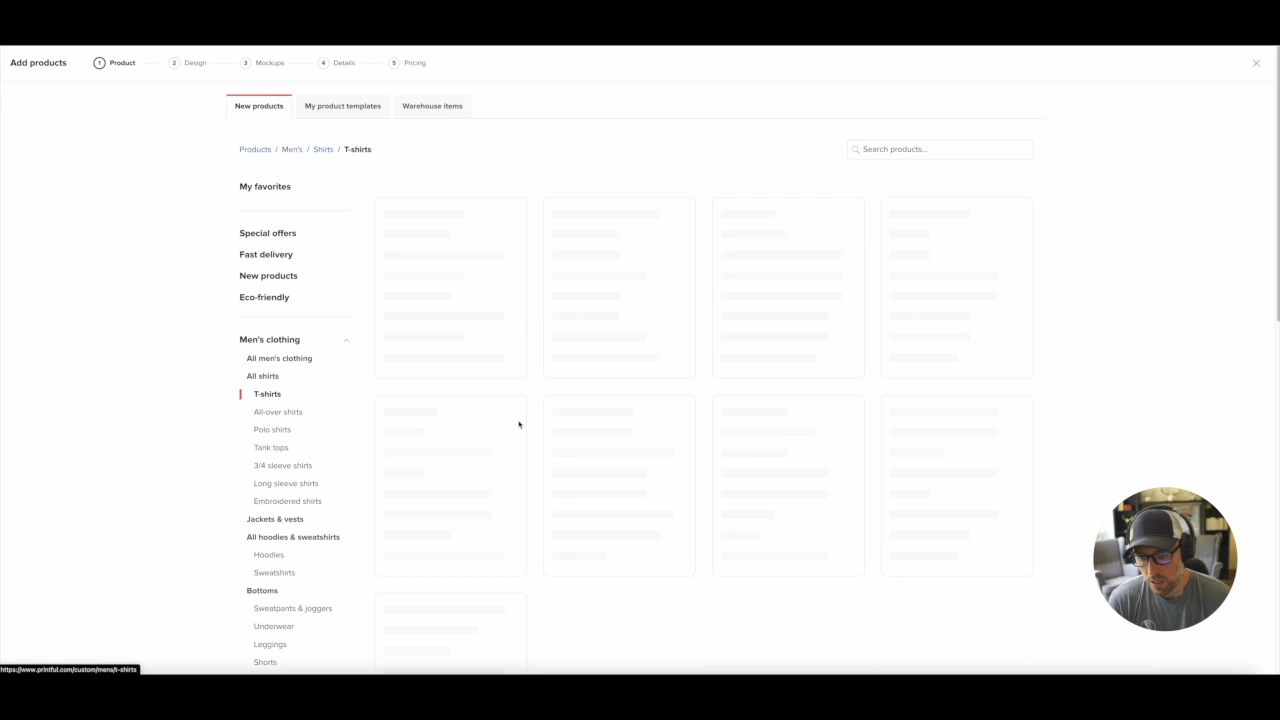 Add products
1 Product
2 Design
3 Mockups
4 Details
5 Pricing
New products
My product templates
Warehouse items
Products / Men's / Shirts / T-shirts
Search products...
My favorites
Special offers
Fast delivery
New products
Eco-friendly
Men's clothing
All men's clothing
All shirts
T-shirts
All-over shirts
Polo shirts
Tank tops
3/4 sleeve shirts
Long sleeve shirts
Embroidered shirts
Jackets & vests
All hoodies & sweatshirts
Hoodies
Sweatshirts
Bottoms
Sweatpants & joggers
Underwear
Leggings
Shorts
https://www.printful.com/custom/mens/t-shirts